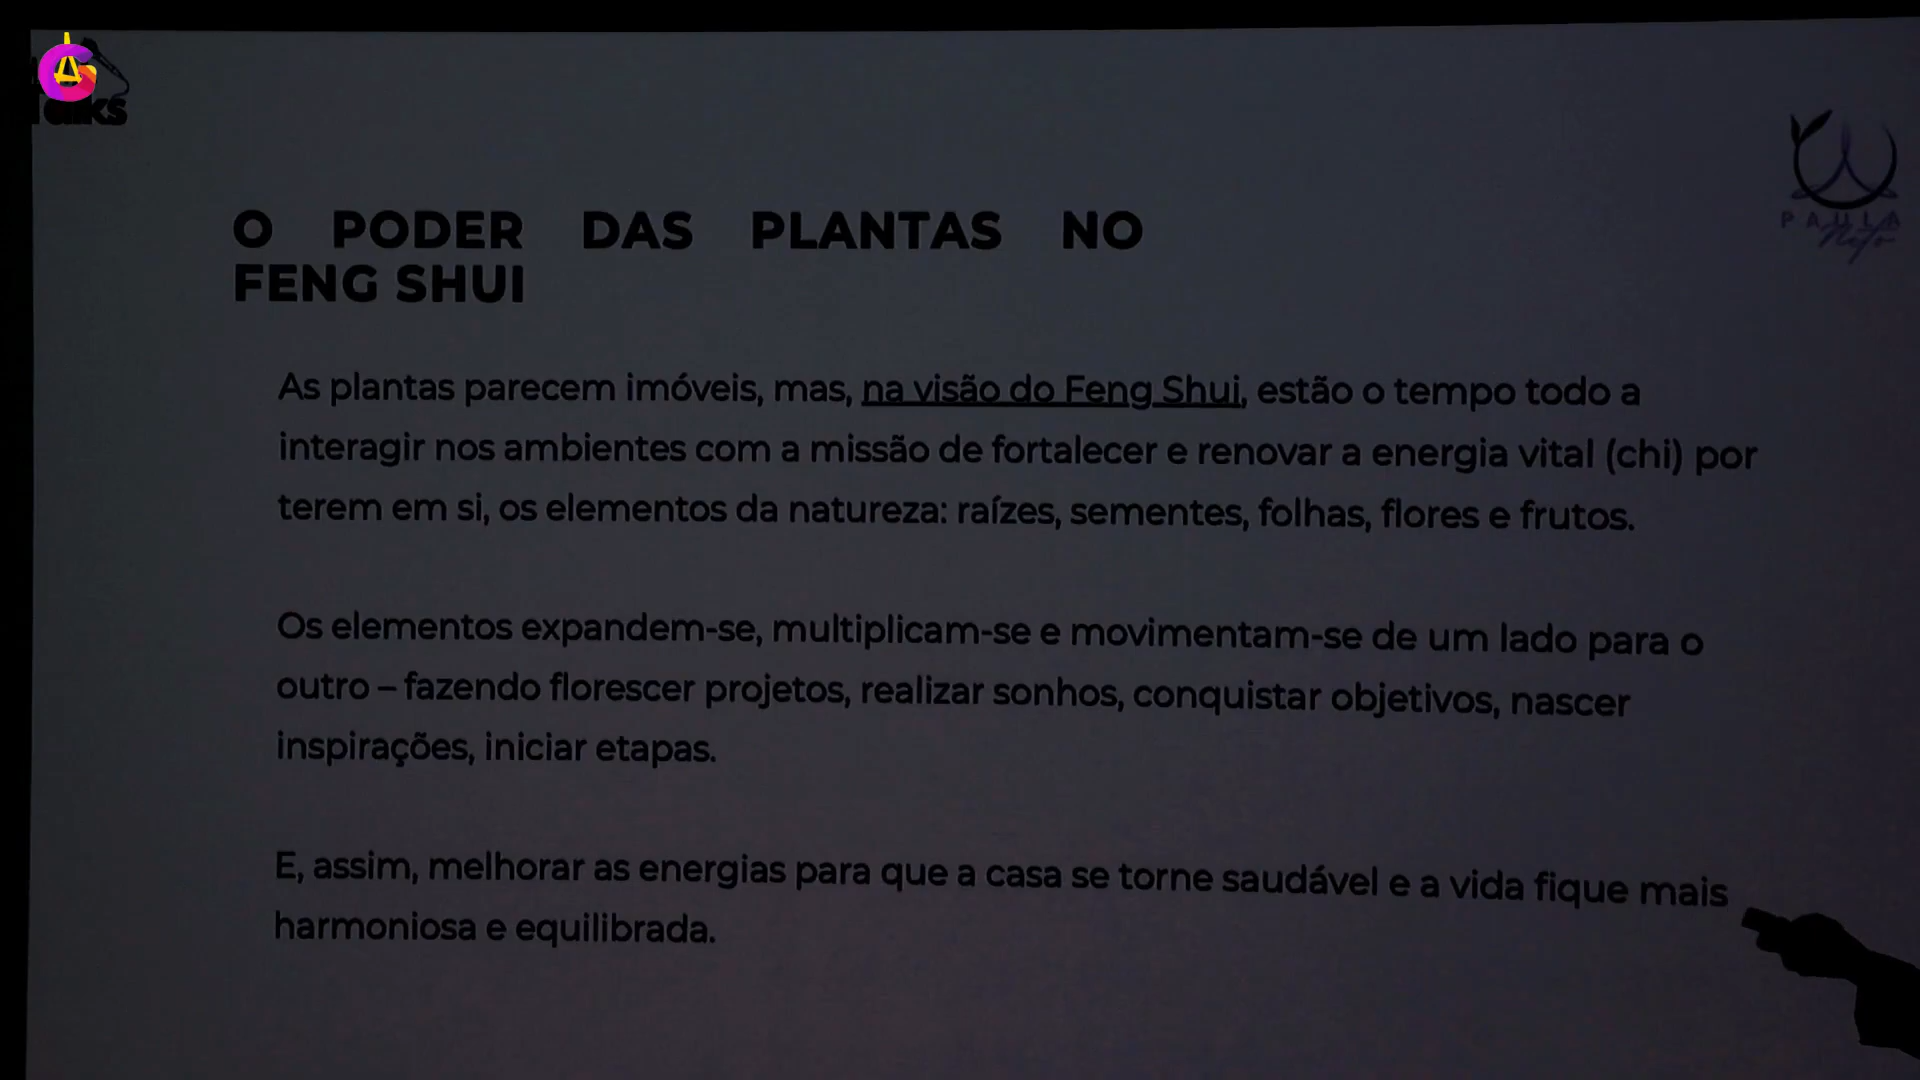 Talks
PAULA
Neto
O PODER DAS PLANTAS NO
FENG SHUI
As plantas parecem imóveis, mas, na visão do Feng Shui, estão o tempo todo a
interagir nos ambientes com a missão de fortalecer e renovar a energia vital (chi) por
terem em si, os elementos da natureza: raízes, sementes, folhas, flores e frutos.
Os elementos expandem-se, multiplicam-se e movimentam-se de um lado para o
outro – fazendo florescer projetos, realizar sonhos, conquistar objetivos, nascer
inspirações, iniciar etapas.
E, assim, melhorar as energias para que a casa se torne saudável e a vida fique mais
harmoniosa e equilibrada.